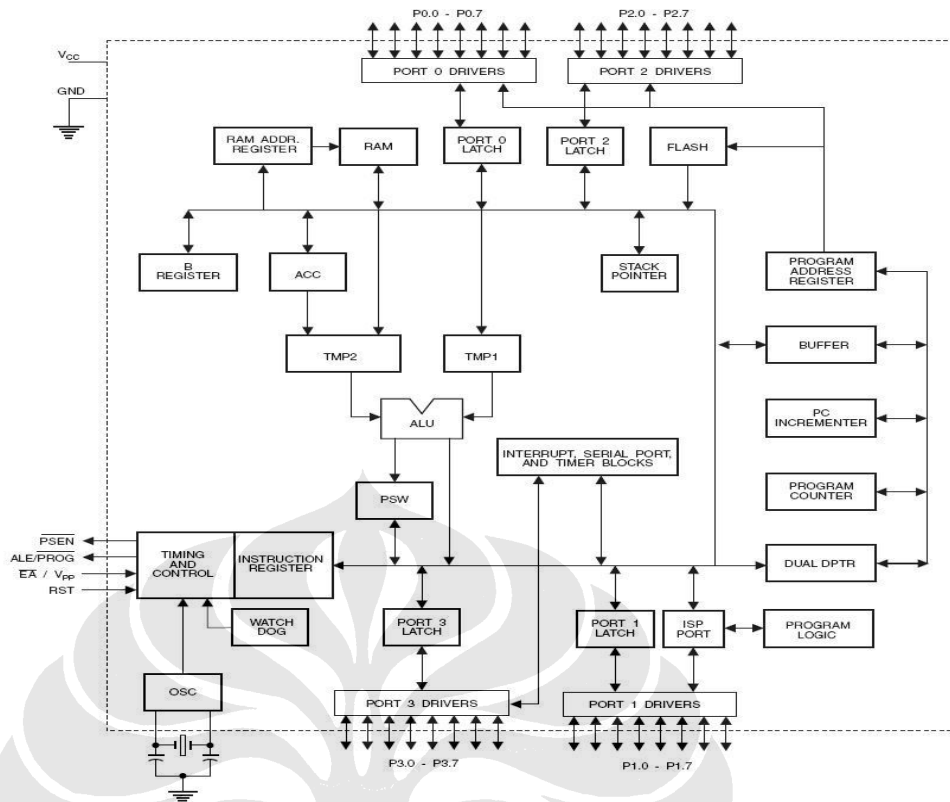 P0.0 - P0.7
P2.0 - P2.7
VCC
PORT 0 DRIVERS
PORT 2 DRIVERS
GND
RAM ADDR.
REGISTER
RAM
PORT 0
LATCH
PORT 2
LATCH
FLASH
B
REGISTER
ACC
STACK
POINTER
PROGRAM
ADDRESS
REGISTER
TMP2
TMP1
BUFFER
ALU
PC
INCREMENTER
INTERRUPT, SERIAL PORT,
AND TIMER BLOCKS
PSW
PROGRAM
COUNTER
PSEN
ALE/PROG
EA / VPP
RST
TIMING
AND
CONTROL
INSTRUCTION
REGISTER
DUAL DPTR
WATCH
DOG
PORT 3
LATCH
PORT 1
LATCH
ISP
PORT
PROGRAM
LOGIC
OSC
PORT 3 DRIVERS
PORT 1 DRIVERS
P3.0 - P3.7
P1.0 - P1.7